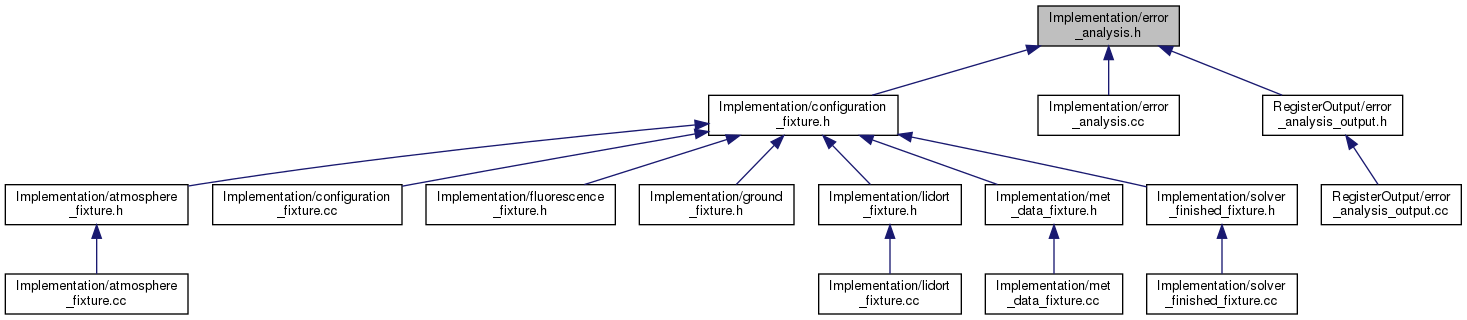 Implementation/error
_analysis.h
Implementation/configuration
_fixture.h
Implementation/error
_analysis.cc
RegisterOutput/error
_analysis_output.h
Implementation/atmosphere
_fixture.h
Implementation/configuration
_fixture.cc
Implementation/fluorescence
_fixture.h
Implementation/ground
_fixture.h
Implementation/lidort
_fixture.h
Implementation/met
_data_fixture.h
Implementation/solver
_finished_fixture.h
RegisterOutput/error
_analysis_output.cc
Implementation/atmosphere
_fixture.cc
Implementation/lidort
_fixture.cc
Implementation/met
_data_fixture.cc
Implementation/solver
_finished_fixture.cc